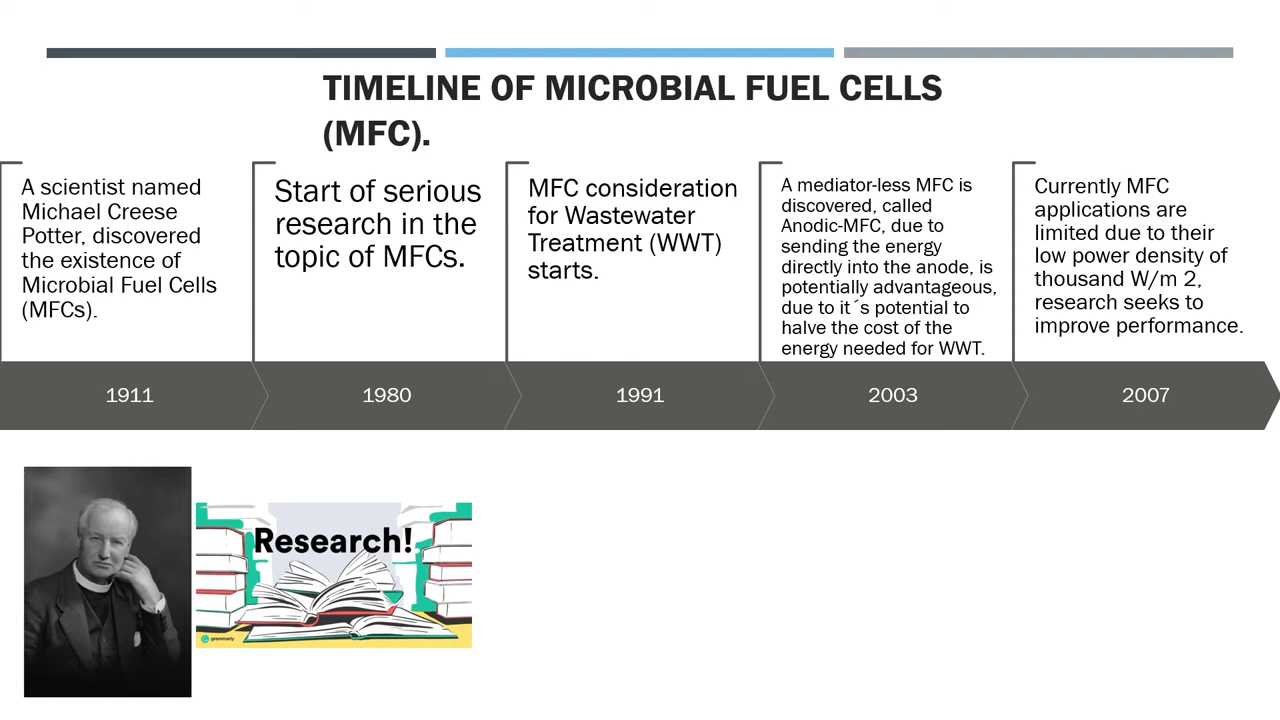 TIMELINE OF MICROBIAL FUEL CELLS
(MFC).
A scientist named
Michael Creese
Potter, discovered
the existence of
Microbial Fuel Cells
(MFCs).
Start of serious
research in the
topic of MFCs.
MFC consideration
for Wastewater
Treatment (WWT)
starts.
A mediator-less MFC is
discovered, called
Anodic-MFC, due to
sending the energy
directly into the anode, is
potentially advantageous,
due to it´s potential to
halve the cost of the
energy needed for WWT.
Currently MFC
applications are
limited due to their
low power density of
thousand W/m 2,
research seeks to
improve performance.
1911
1980
1991
2003
2007
Research!
grammarly